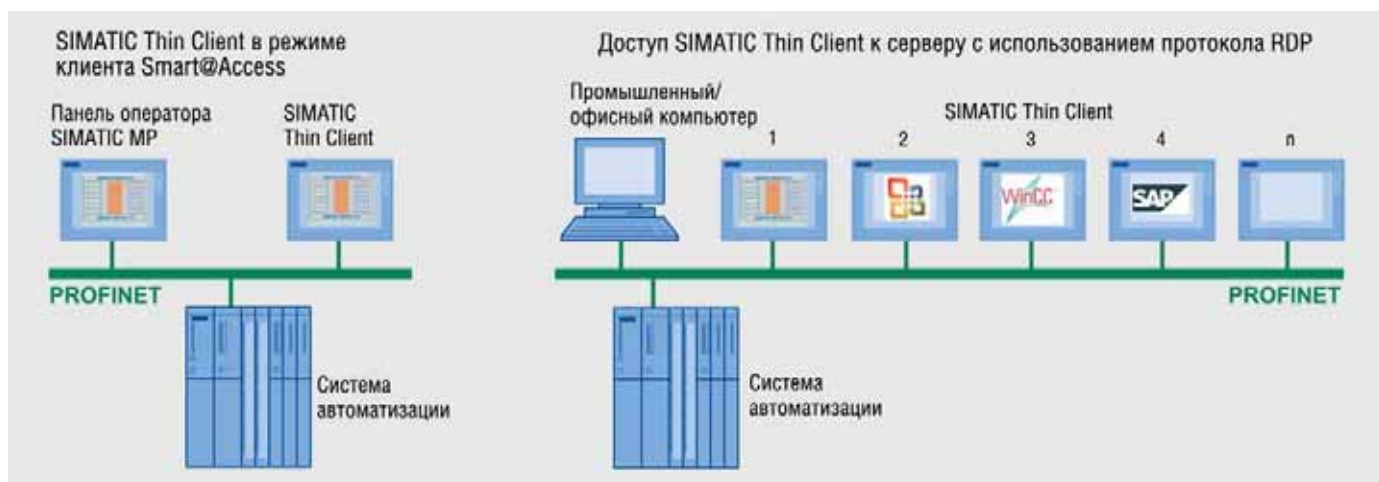 SIMATIC Thin Client в режиме
клиента Smart@Access
Панель оператора
SIMATIC MP
SIMATIC
Thin Client
PROFINET
Система
автоматизации
Доступ SIMATIC Thin Client к серверу с использованием протокола RDP
Промышленный/
офисный компьютер
SIMATIC Thin Client
1
2
3
4
n
WinCC
SAP
PROFINET
Система
автоматизации